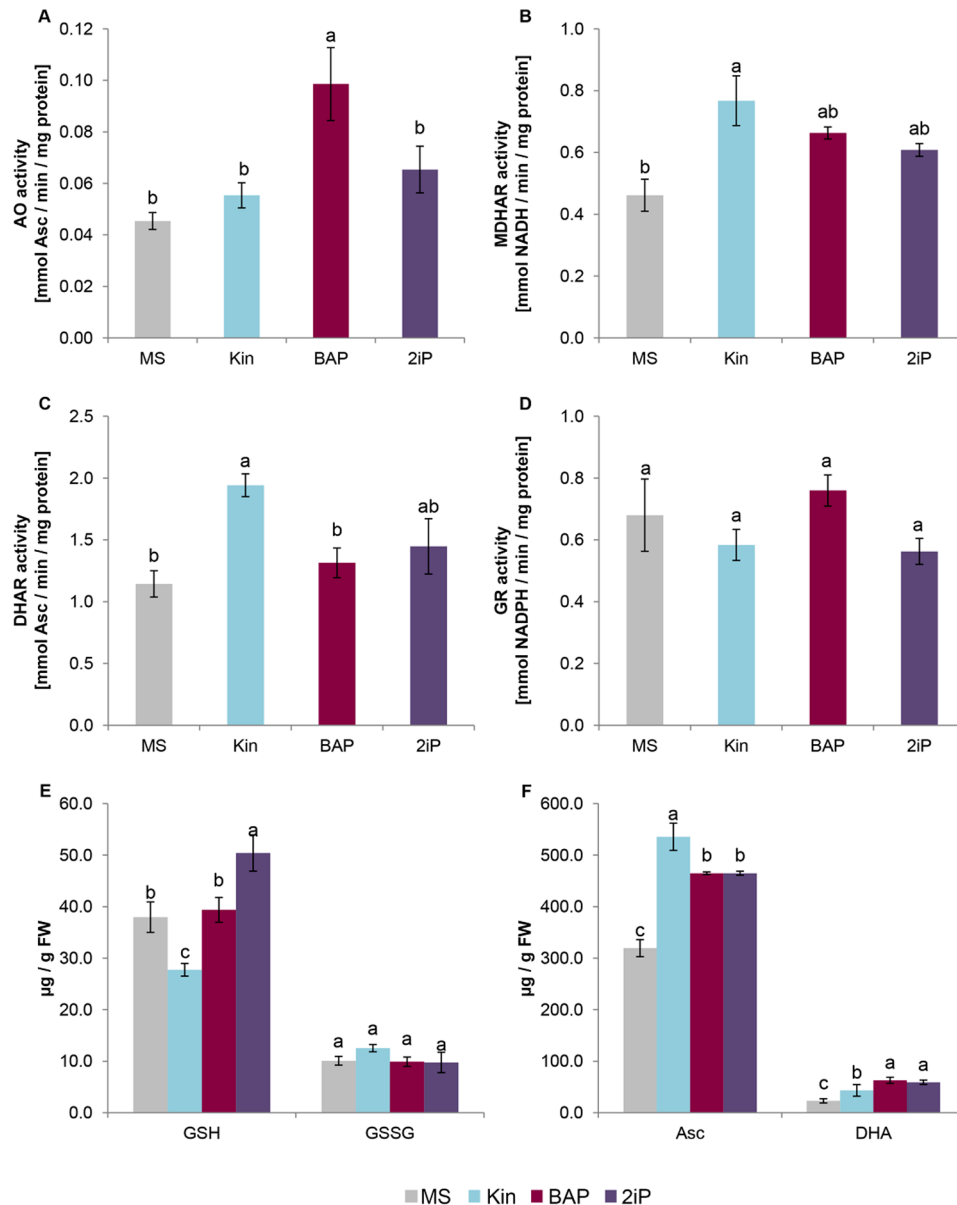 A
AO activity
[mmol Asc / min / mg protein]
0.12
0.10
0.08
0.06
0.04
0.02
0.00
b
b
a
b
MS
Kin
BAP
2iP
B
MDHAR activity
[mmol NADH / min / mg protein]
1.0
0.8
0.6
0.4
0.2
0.0
b
a
ab
ab
MS
Kin
BAP
2iP
C
DHAR activity
[mmol Asc / min / mg protein]
2.5
2.0
1.5
1.0
0.5
0.0
b
a
b
ab
MS
Kin
BAP
2iP
D
GR activity
[mmol NADPH / min / mg protein]
1.0
0.8
0.6
0.4
0.2
0.0
a
a
a
a
MS
Kin
BAP
2iP
E
µg / g FW
60.0
50.0
40.0
30.0
20.0
10.0
0.0
b
c
b
a
a
a
a
a
GSH
GSSG
F
µg / g FW
600.0
500.0
400.0
300.0
200.0
100.0
0.0
c
a
b
b
c
b
a
a
Asc
DHA
MS Kin BAP 2iP